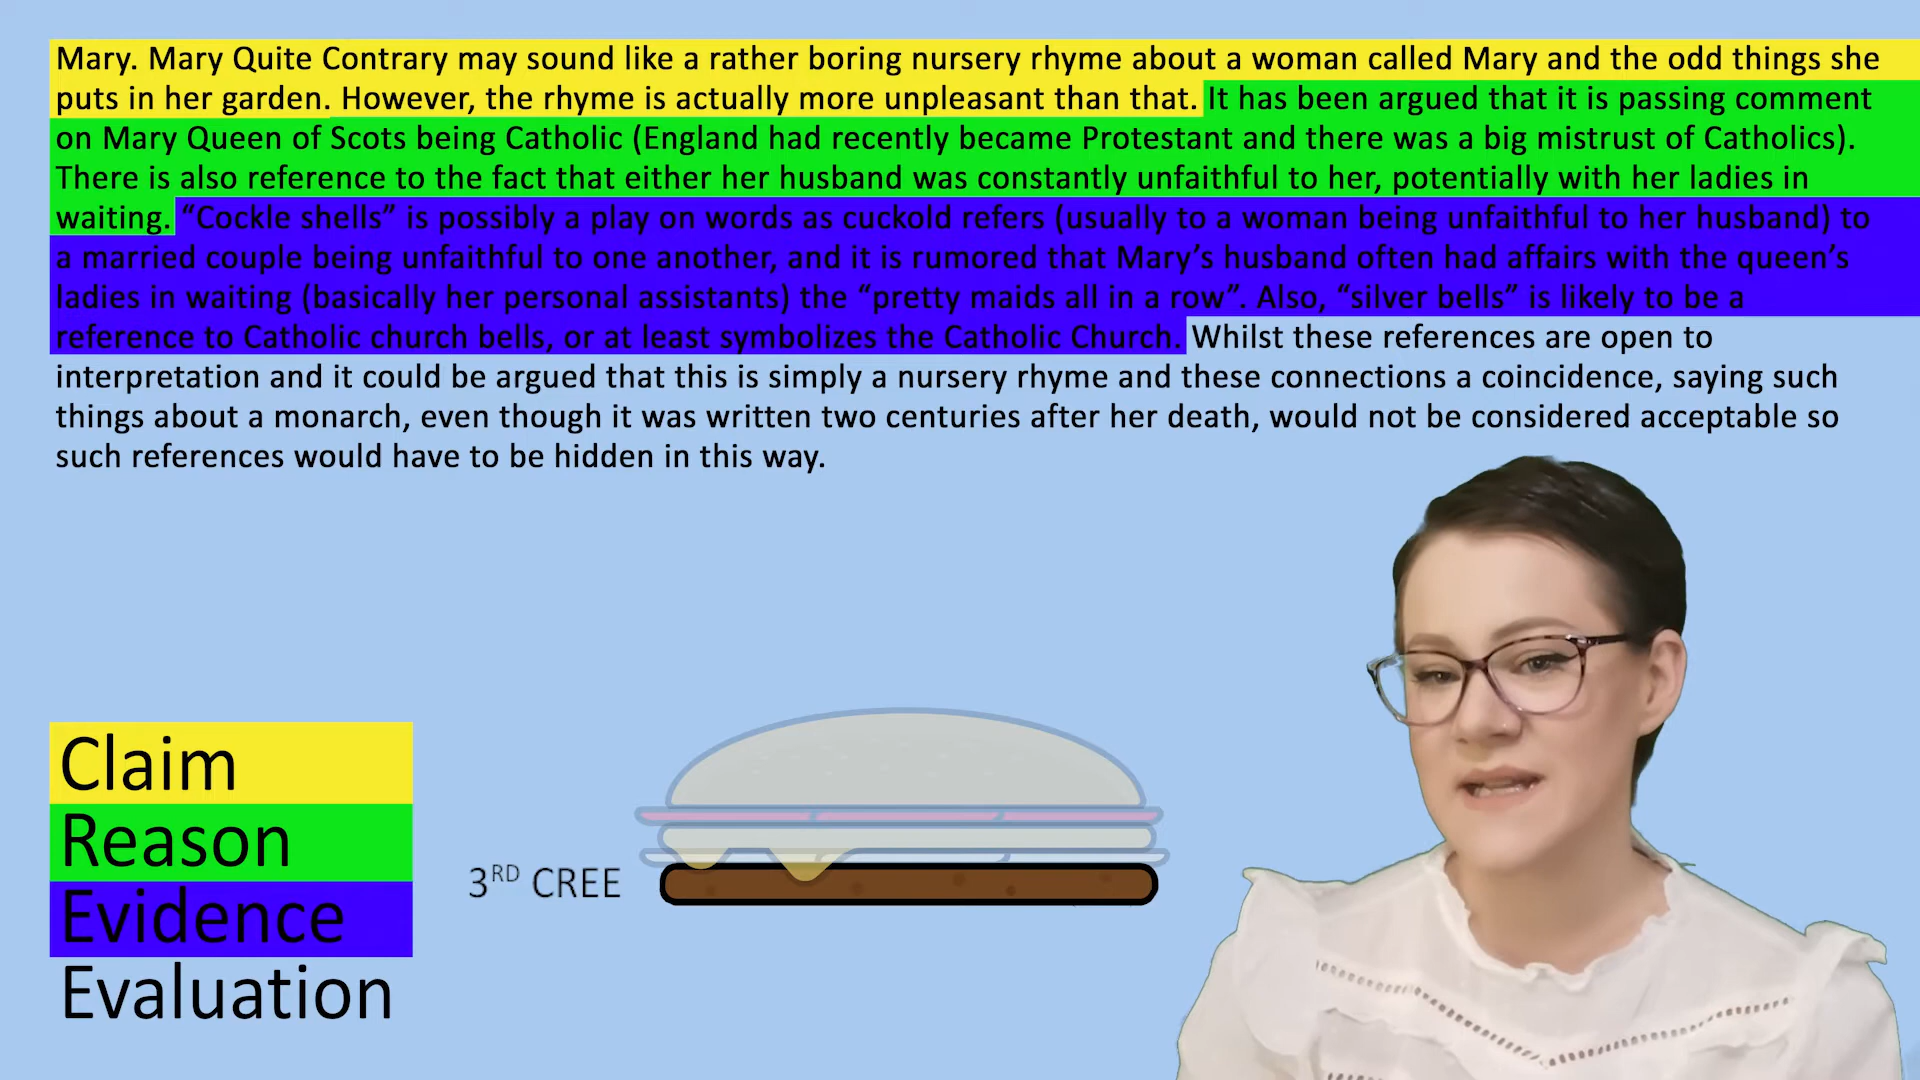 Mary. Mary Quite Contrary may sound like a rather boring nursery rhyme about a woman called Mary and the odd things she
puts in her garden. However, the rhyme is actually more unpleasant than that. It has been argued that it is passing comment
on Mary Queen of Scots being Catholic (England had recently became Protestant and there was a big mistrust of Catholics).
There is also reference to the fact that either her husband was constantly unfaithful to her, potentially with her ladies in
waiting. “Cockle shells” is possibly a play on words as cuckold refers (usually to a woman being unfaithful to her husband) to
a married couple being unfaithful to one another, and it is rumored that Mary’s husband often had affairs with the queen’s
ladies in waiting (basically her personal assistants) the “pretty maids all in a row”. Also, “silver bells” is likely to be a
reference to Catholic church bells, or at least symbolizes the Catholic Church. Whilst these references are open to
interpretation and it could be argued that this is simply a nursery rhyme and these connections a coincidence, saying such
things about a monarch, even though it was written two centuries after her death, would not be considered acceptable so
such references would have to be hidden in this way.
Claim
Reason
Evidence
Evaluation
3RD CREE